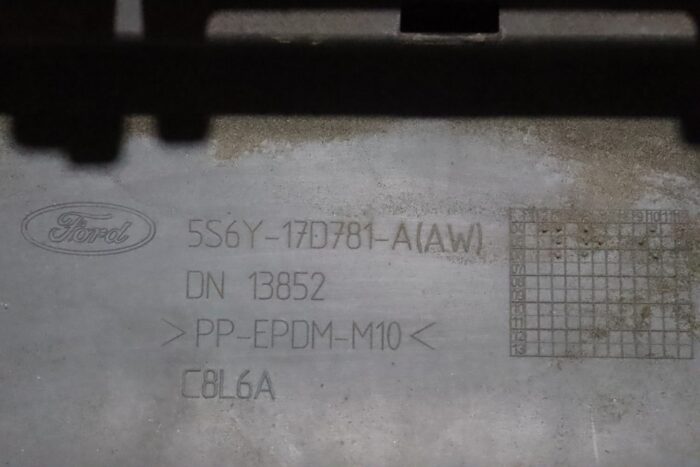 Ford
5S6Y-17D781-A(AW)
DN 13852
>PP-EPDM-M10<
C8L6A